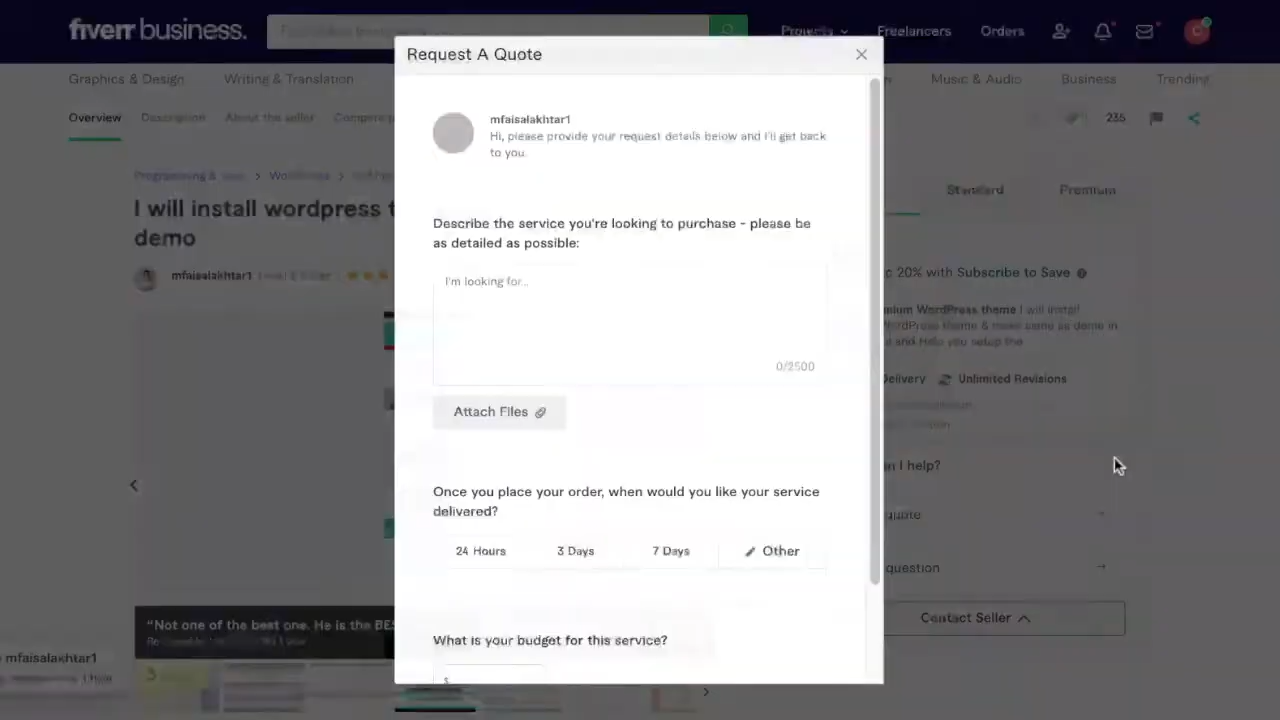 fiverr business.
Projects
Freelancers
Orders
Graphics & Design
Writing & Translation
Music & Audio
Business
Trending
Overview
Description
About the seller
235
Request A Quote
mfaisalakhtar1
Hi, please provide your request details below and I'll get back
to you.
Describe the service you're looking to purchase - please be
as detailed as possible:
I'm looking for...
0/2500
Attach Files
Once you place your order, when would you like your service
delivered?
24 Hours
3 Days
7 Days
Other
What is your budget for this service?
$
Programming &
I will install wordpress
demo
mfaisalakhtar1
"Not one of the best one. He is the BES
mfaisalakhtar1
Standard
Premium
20% with Subscribe to Save
WordPress theme I will install
WordPress theme & make same as demo in
and help you setup the
elivery
Unlimited Revisions
I help?
quote
question
Contact Seller